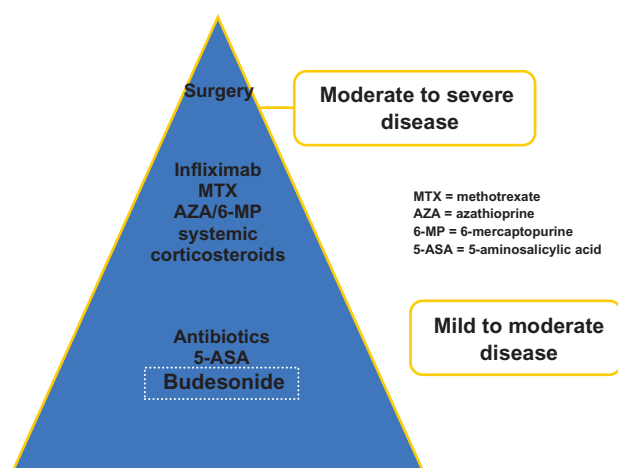 Surgery
Moderate to severe
disease
Infliximab
MTX
AZA/6-MP
systemic
corticosteroids
MTX = methotrexate
AZA = azathioprine
6-MP = 6-mercaptopurine
5-ASA = 5-aminosalicylic acid
Antibiotics
5-ASA
Budesonide
Mild to moderate
disease